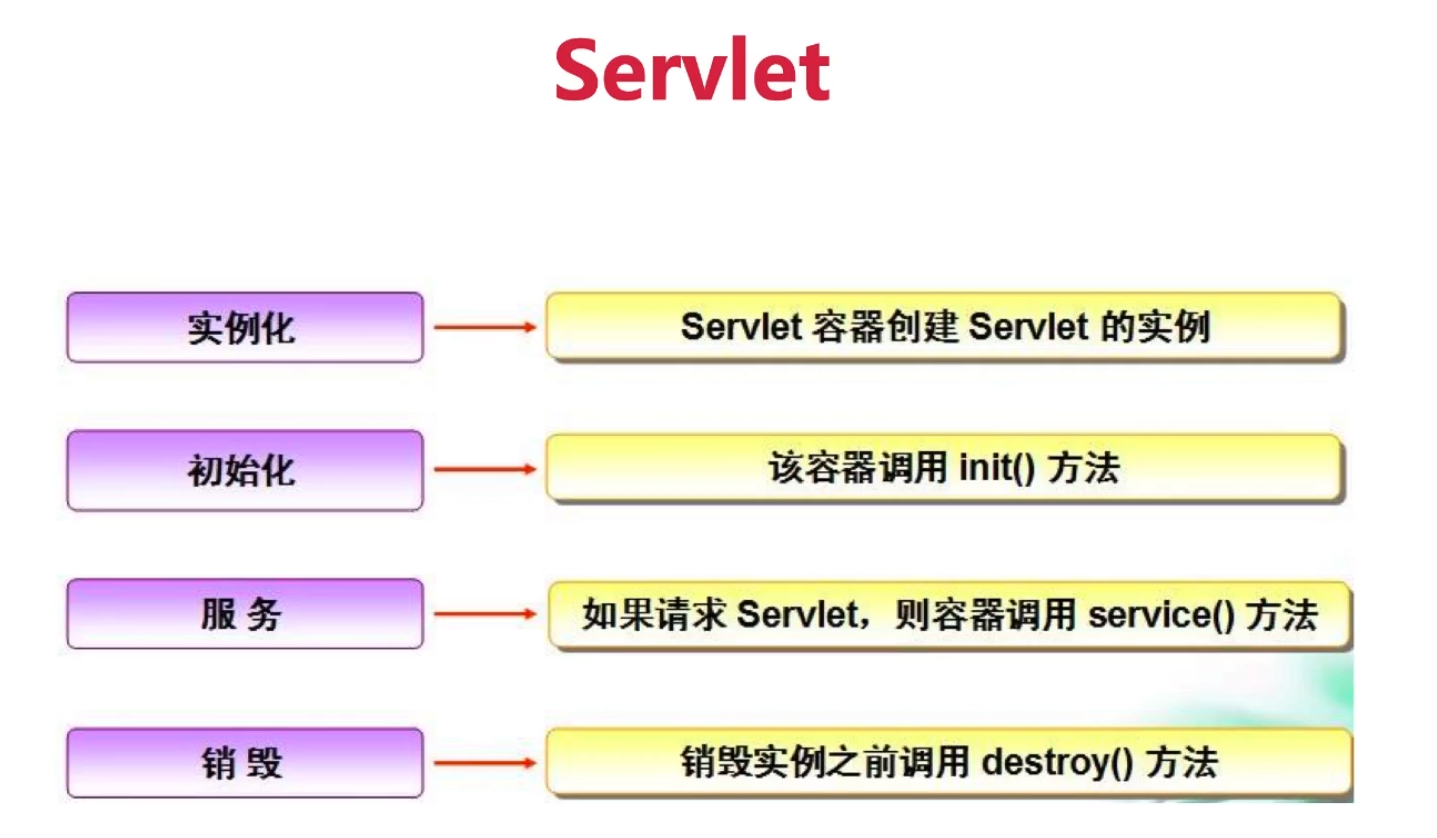 Servlet
实例化
Servlet 容器创建 Servlet 的实例
初始化
该容器调用 init() 方法
服 务
如果请求 Servlet，则容器调用 service() 方法
销 毁
销毁实例之前调用 destroy() 方法